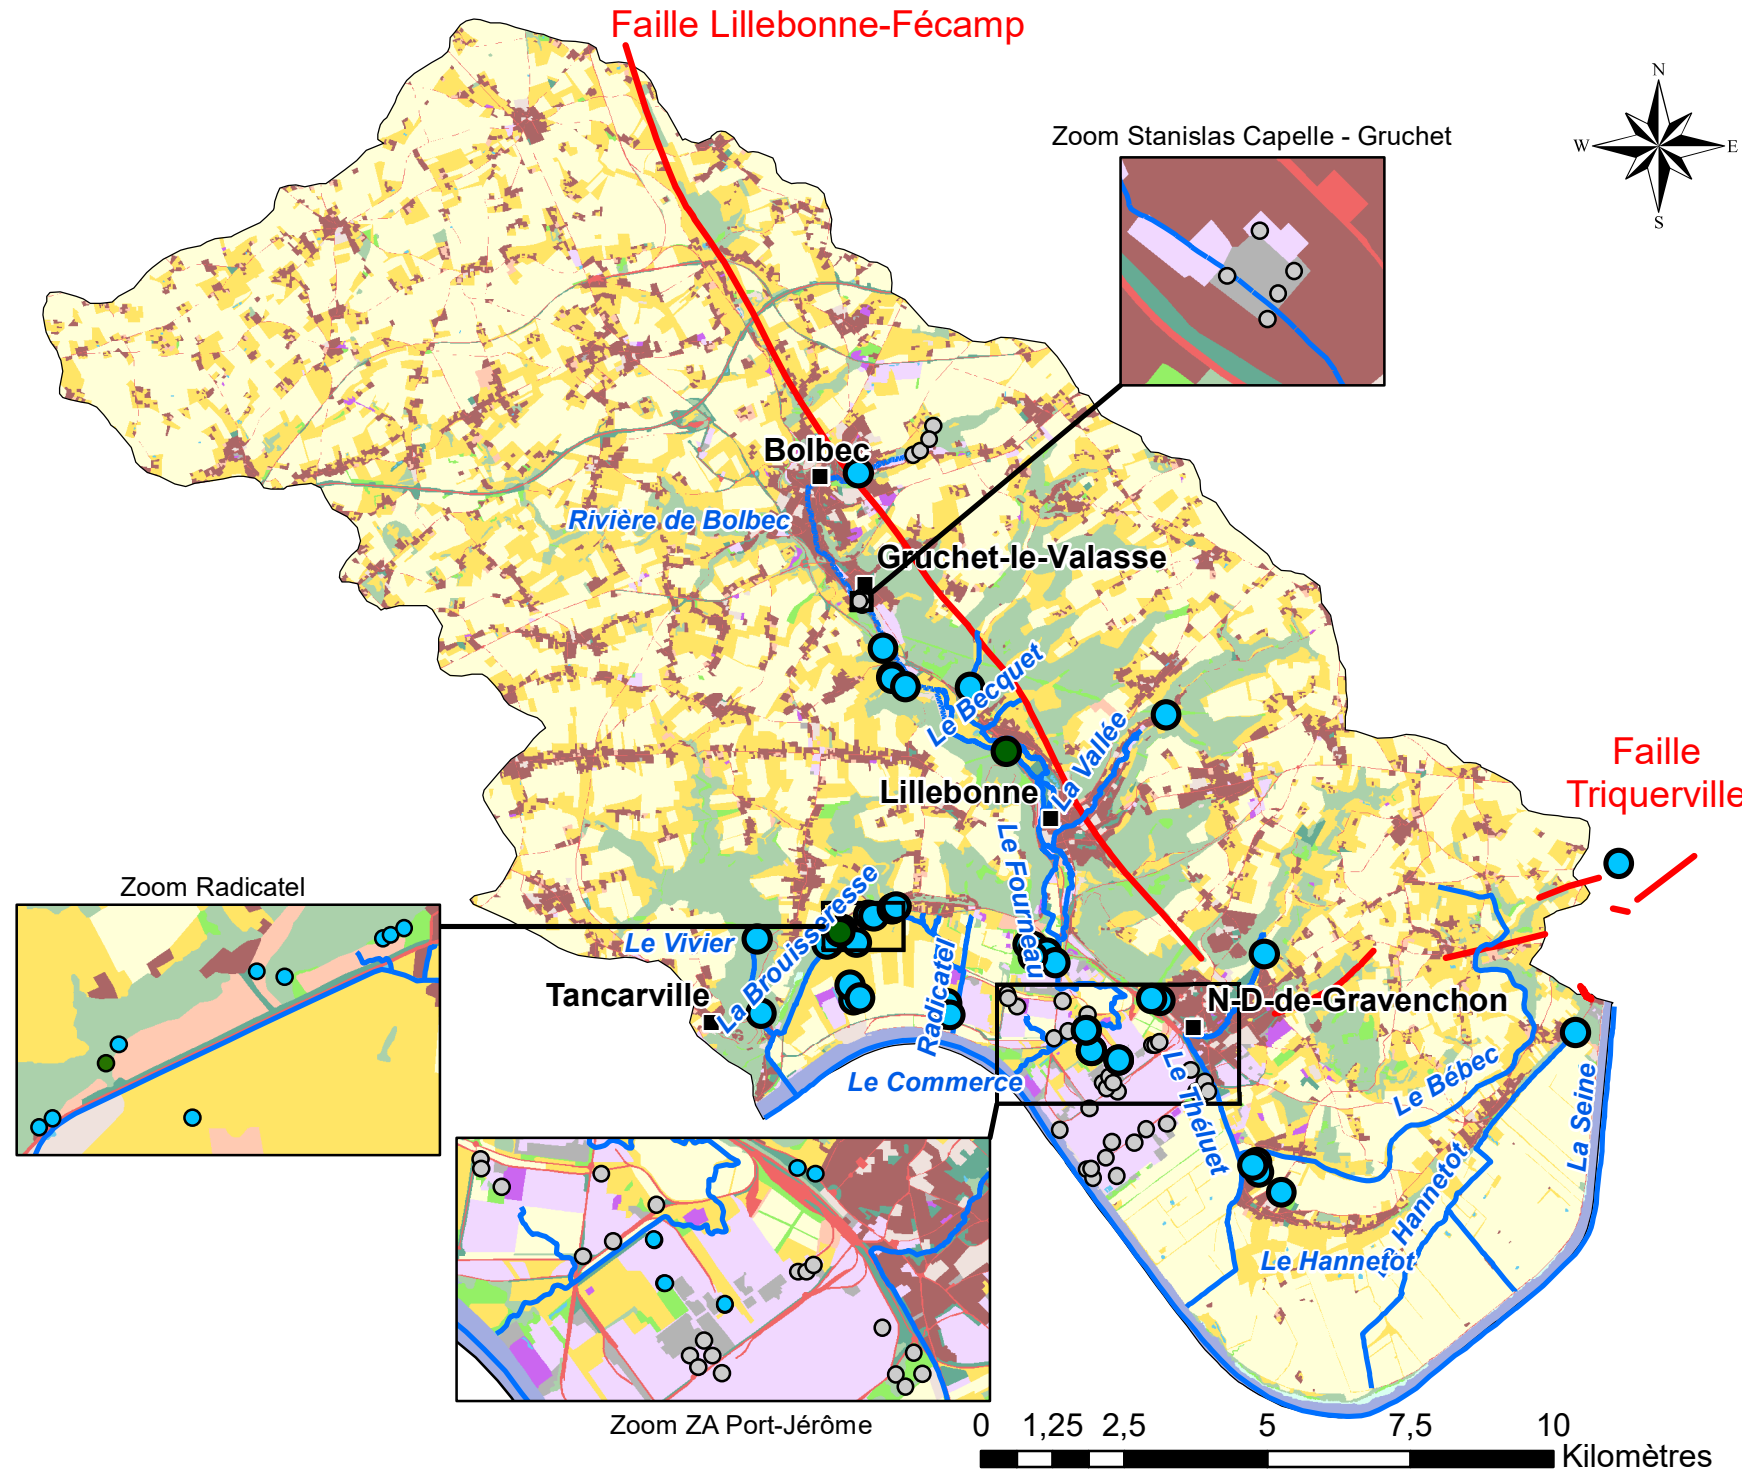 Faille Lillebonne-Fécamp
N
W
E
S
Zoom Stanislas Capelle - Gruchet
Bolbec
Rivière de Bolbec
Gruchet-le-Valasse
Le Becquet
La Vallée
Faille
Triquerville
Lillebonne
Le Fourneau
Zoom Radicatel
La Brouisseresse
Le Vivier
Radicatel
Tancarville
N-D-de-Gravenchon
Le Commerce
Le Théluet
Le Bébec
La Seine
Hannetot
Le Hannetot
Zoom ZA Port-Jérôme
0 1,25 2,5 5 7,5 10
Kilomètres